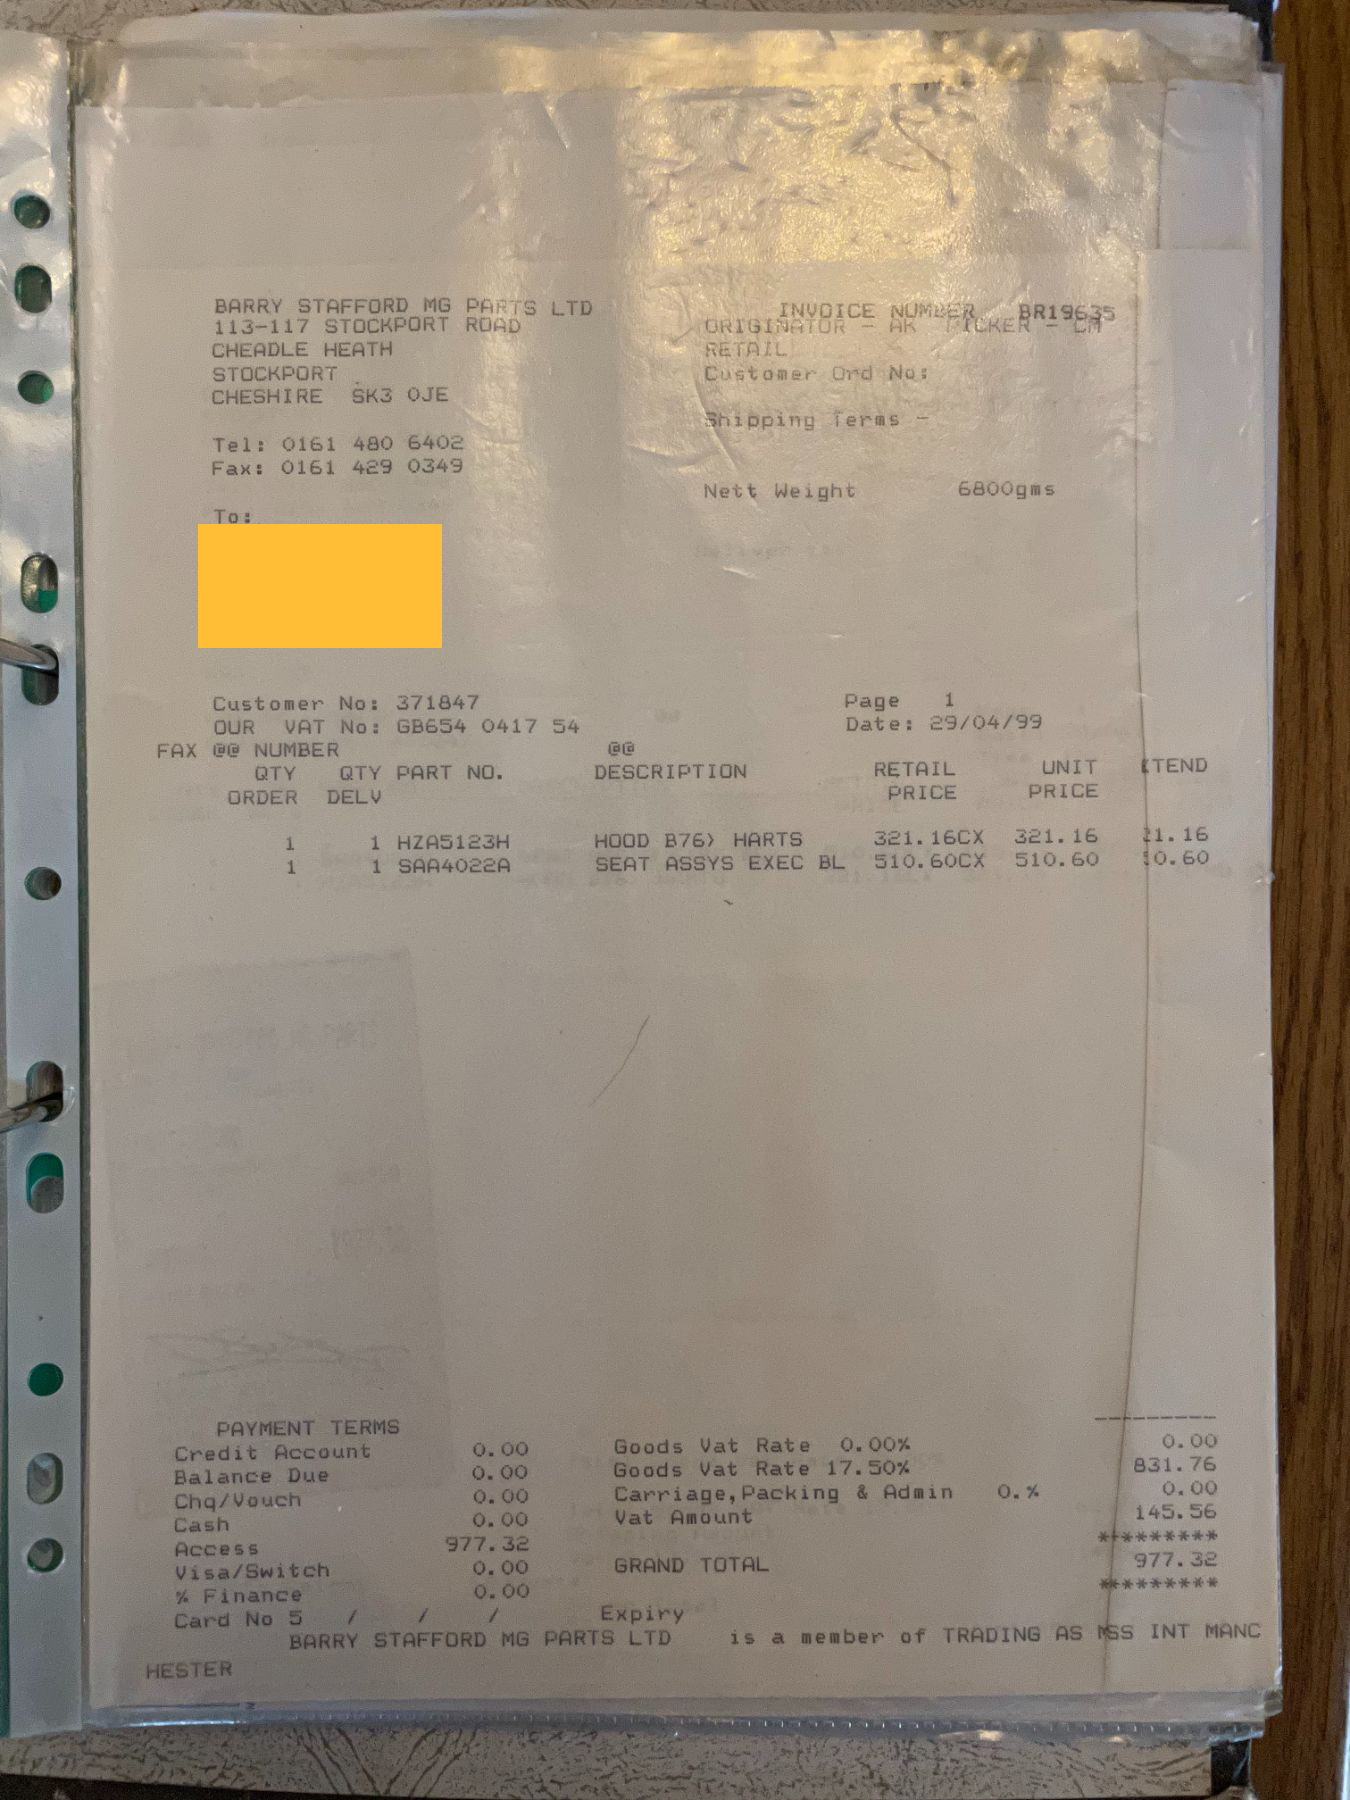 BARRY STAFFORD MG PARTS LTD
113-117 STOCKPORT ROAD
CHEADLE HEATH
STOCKPORT
CHESHIRE SK3 0JE
Tel: 0161 480 6402
Fax: 0161 429 0349
To:
INVOICE NUMBER BR19635
ORIGINATOR - AK PICKER - CM
RETAIL
Customer Ord No:
Shipping Terms -
Nett Weight 6800gms
Customer No: 371847 Page 1
OUR VAT No: GB654 0417 54 Date: 29/04/99
FAX @@ NUMBER @@
QTY QTY PART NO. DESCRIPTION RETAIL UNIT XTEND
ORDER DELV PRICE PRICE
1 1 HZA5123H HOOD B76> HARTS 321.16CX 321.16 21.16
1 1 SAA4022A SEAT ASSYS EXEC BL 510.60CX 510.60 10.60
PAYMENT TERMS
Credit Account 0.00 Goods Vat Rate 0.00% 0.00
Balance Due 0.00 Goods Vat Rate 17.50% 831.76
Chq/Vouch 0.00 Carriage,Packing & Admin 0.% 0.00
Cash 0.00 Vat Amount 145.56
*********
Access 977.32
Visa/Switch 0.00 GRAND TOTAL 977.32
*********
% Finance 0.00
Card No 5 / / / Expiry
BARRY STAFFORD MG PARTS LTD is a member of TRADING AS MSS INT MANC
HESTER